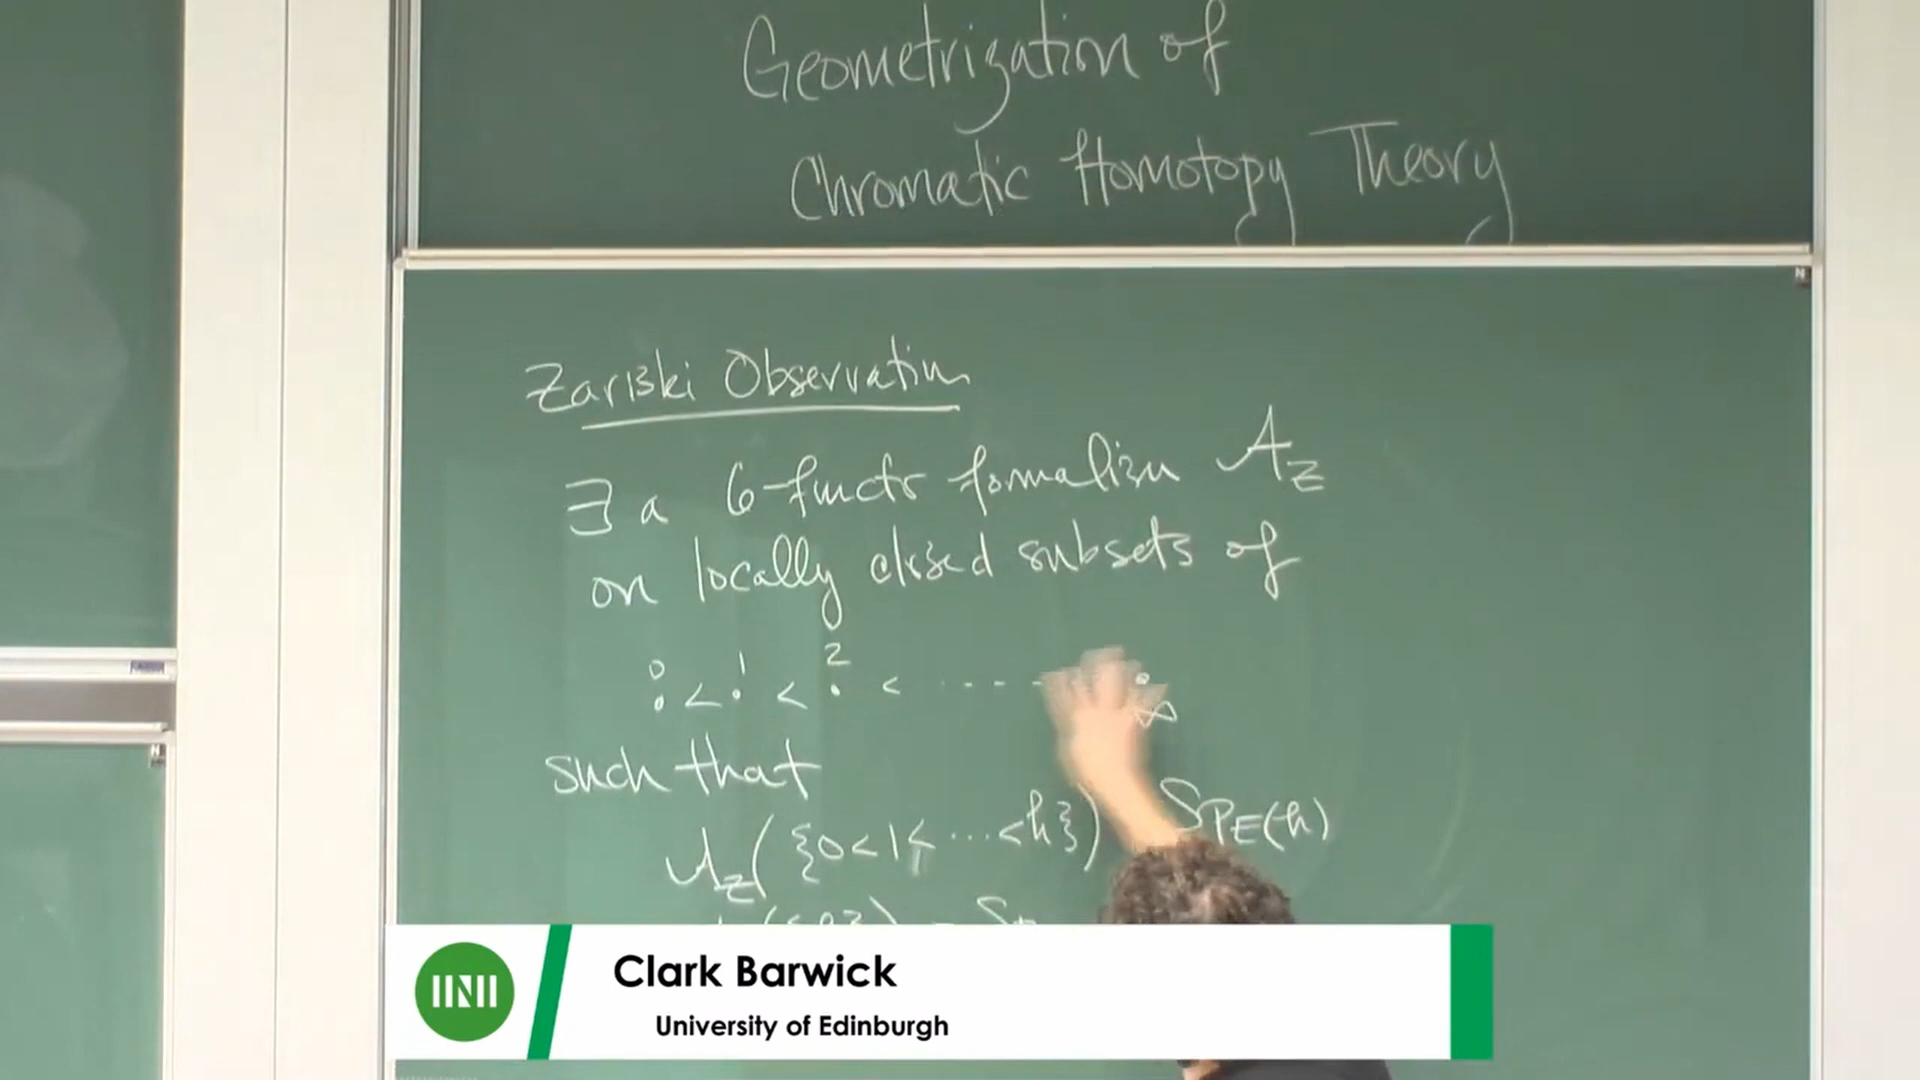 Geometrization of
Chromatic Homotopy Theory
Zariski Observation
∃ a 6-functr formalism A_Z
on locally closed subsets of
0 < 1 < 2 < ---- ∞
such that
A_Z({0<1< ...<h}) Sp_E(h)
Clark Barwick
University of Edinburgh